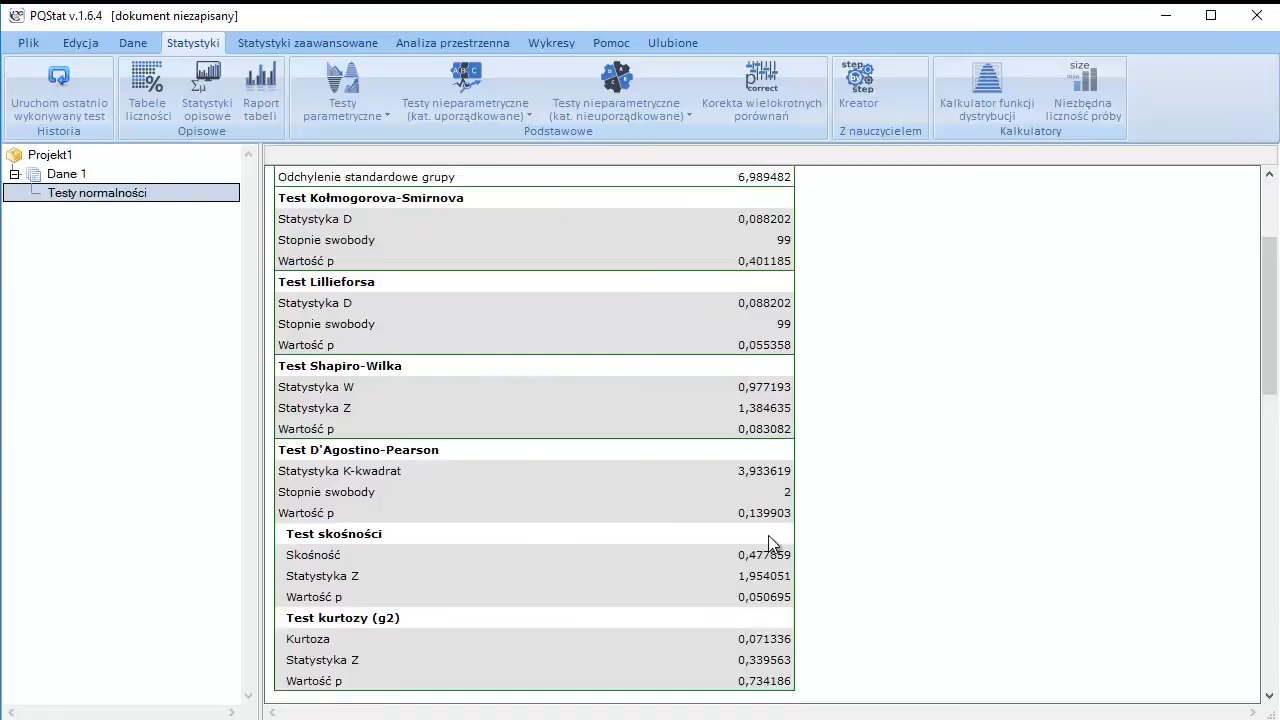 PQStat v.1.6.4 [dokument niezapisany]
Plik Edycja Dane Statystyki Statystyki zaawansowane Analiza przestrzenna Wykresy Pomoc Ulubione
Uruchom ostatnio wykonywany test
Historia
Tabele liczności
Statystyki opisowe
Raport tabeli
Opisowe
Testy parametryczne
Testy nieparametryczne (kat. uporządkowane)
Testy nieparametryczne (kat. nieuporządkowane)
Korekta wielokrotnych porównań
Podstawowe
Kreator
Z nauczycielem
Kalkulator funkcji dystrybucji
Niezbędna liczność próby
Kalkulatory
Projekt1
Dane 1
Testy normalności
Odchylenie standardowe grupy 6,989482
Test Kołmogorova-Smirnova
Statystyka D 0,088202
Stopnie swobody 99
Wartość p 0,401185
Test Lillieforsa
Statystyka D 0,088202
Stopnie swobody 99
Wartość p 0,055358
Test Shapiro-Wilka
Statystyka W 0,977193
Statystyka Z 1,384635
Wartość p 0,083082
Test D'Agostino-Pearson
Statystyka K-kwadrat 3,933619
Stopnie swobody 2
Wartość p 0,139903
Test skośności
Skośność 0,477859
Statystyka Z 1,954051
Wartość p 0,050695
Test kurtozy (g2)
Kurtoza 0,071336
Statystyka Z 0,339563
Wartość p 0,734186